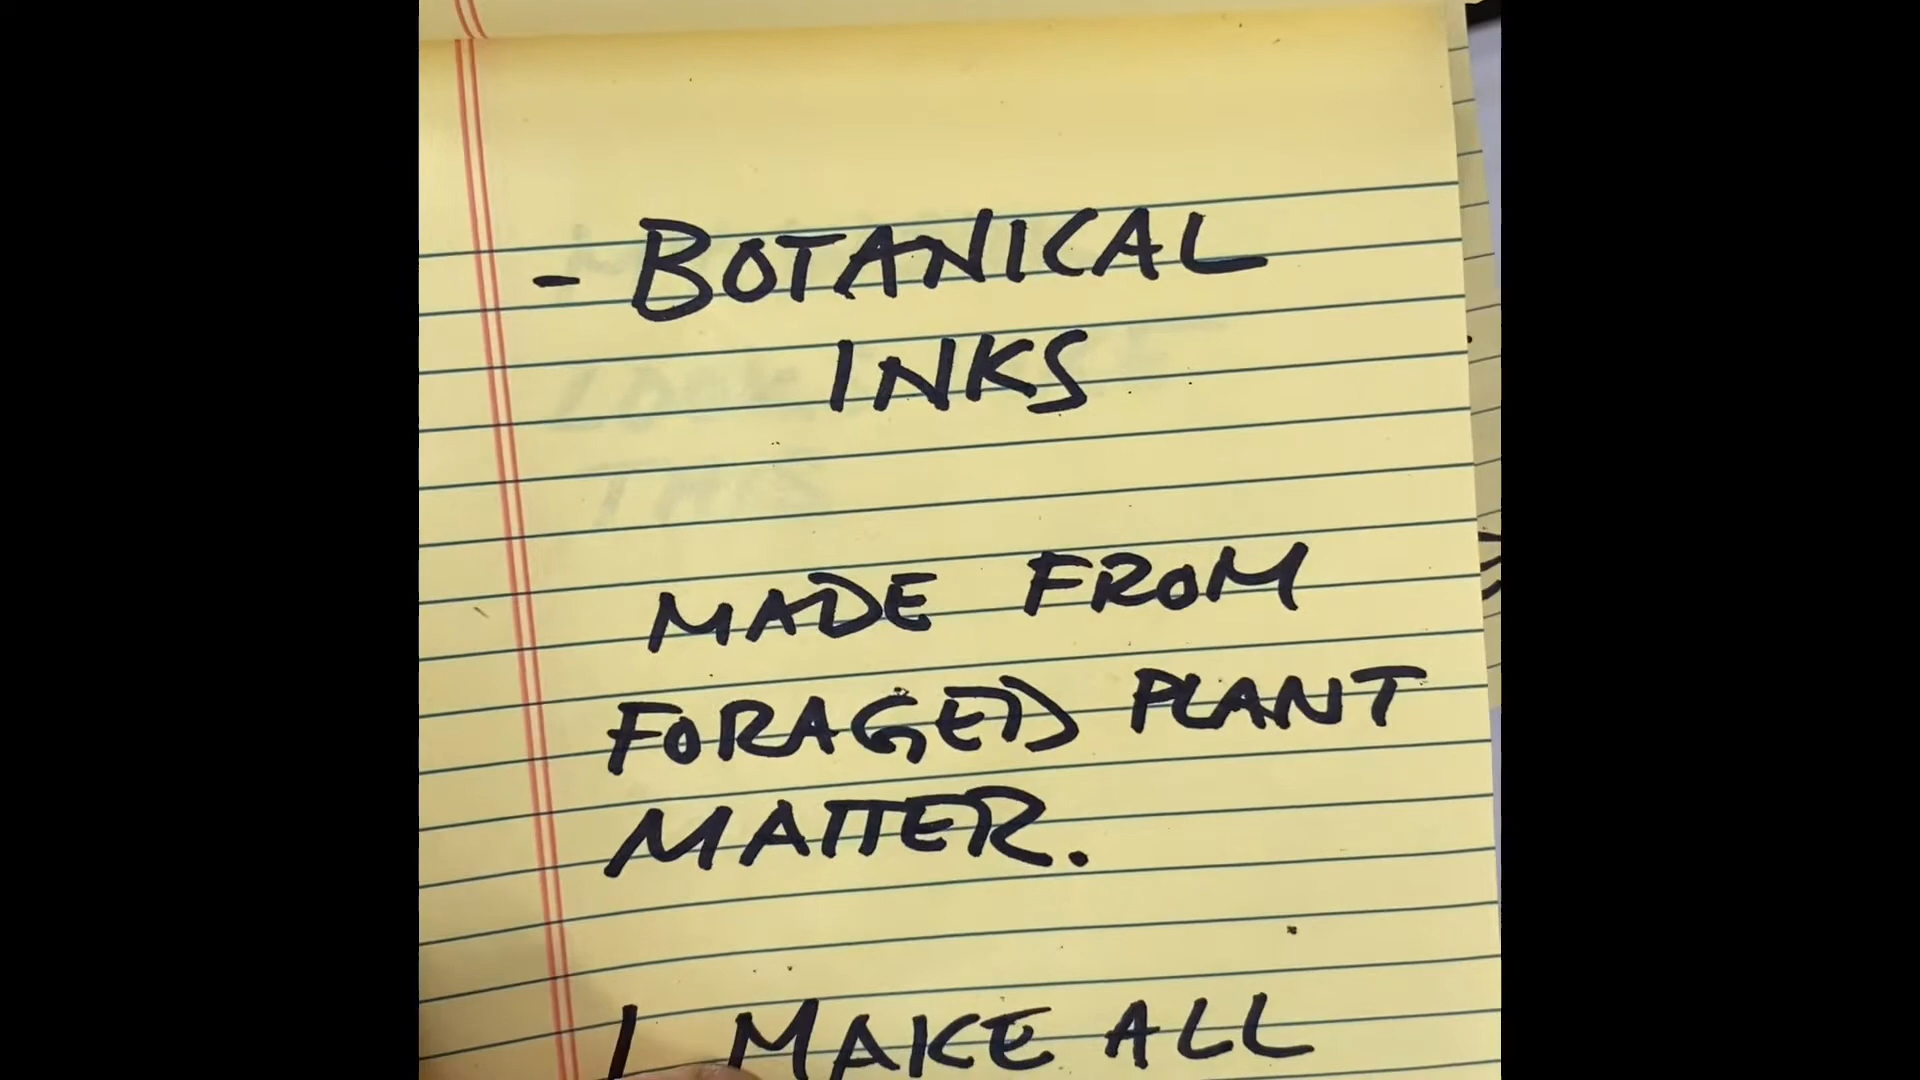 - BOTANICAL
INKS
MADE FROM
FORAGED PLANT
MATTER.
I MAKE ALL